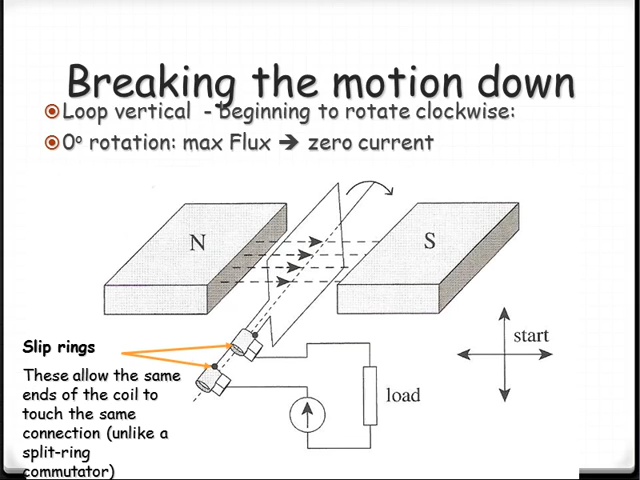 Breaking the motion down
Loop vertical - beginning to rotate clockwise:
0° rotation: max Flux ➔ zero current
N
S
Slip rings
These allow the same
ends of the coil to
touch the same
connection (unlike a
split-ring
commutator)
start
load